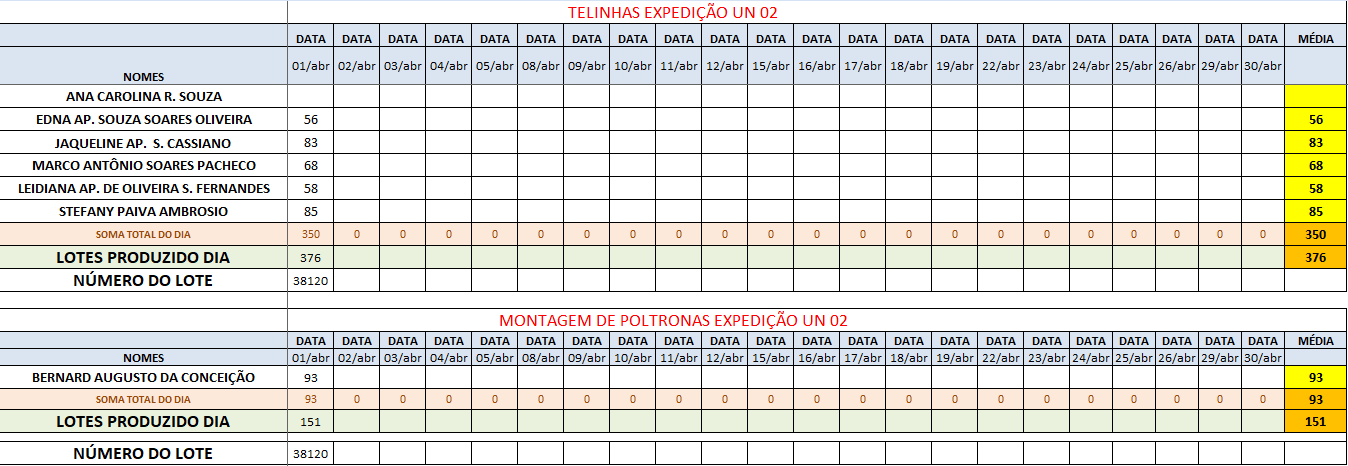 TELINHAS EXPEDIÇÃO UN 02
DATA DATA DATA DATA DATA DATA DATA DATA DATA DATA DATA DATA DATA DATA DATA DATA DATA DATA DATA DATA DATA DATA MÉDIA
NOMES 01/abr 02/abr 03/abr 04/abr 05/abr 08/abr 09/abr 10/abr 11/abr 12/abr 15/abr 16/abr 17/abr 18/abr 19/abr 22/abr 23/abr 24/abr 25/abr 26/abr 29/abr 30/abr
ANA CAROLINA R. SOUZA
EDNA AP. SOUZA SOARES OLIVEIRA 56 56
JAQUELINE AP. S. CASSIANO 83 83
MARCO ANTÔNIO SOARES PACHECO 68 68
LEIDIANA AP. DE OLIVEIRA S. FERNANDES 58 58
STEFANY PAIVA AMBROSIO 85 85
SOMA TOTAL DO DIA 350 0 0 0 0 0 0 0 0 0 0 0 0 0 0 0 0 0 0 0 0 0 350
LOTES PRODUZIDO DIA 376 376
NÚMERO DO LOTE 38120
MONTAGEM DE POLTRONAS EXPEDIÇÃO UN 02
DATA DATA DATA DATA DATA DATA DATA DATA DATA DATA DATA DATA DATA DATA DATA DATA DATA DATA DATA DATA DATA DATA MÉDIA
NOMES 01/abr 02/abr 03/abr 04/abr 05/abr 08/abr 09/abr 10/abr 11/abr 12/abr 15/abr 16/abr 17/abr 18/abr 19/abr 22/abr 23/abr 24/abr 25/abr 26/abr 29/abr 30/abr
BERNARD AUGUSTO DA CONCEIÇÃO 93 93
SOMA TOTAL DO DIA 93 0 0 0 0 0 0 0 0 0 0 0 0 0 0 0 0 0 0 0 0 0 93
LOTES PRODUZIDO DIA 151 151
NÚMERO DO LOTE 38120